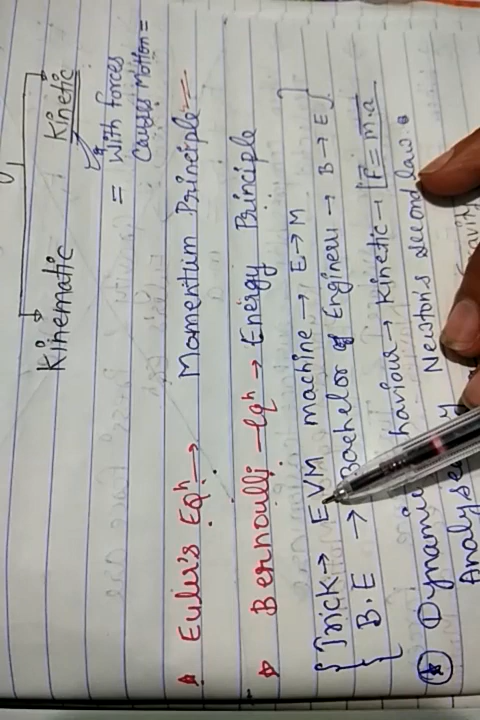 Kinematic Kinetic
= With forces
Causes Motion =
Euler's Eqⁿ → Momentum Principle
Bernoulli Eqⁿ → Energy Principle
{ Trick → EVM machine → E → M
B.E → Bachelor of Engineer → B → E }
Dynamic haviour → Kinetic → F = m.a
Analyse y Newton's second law.